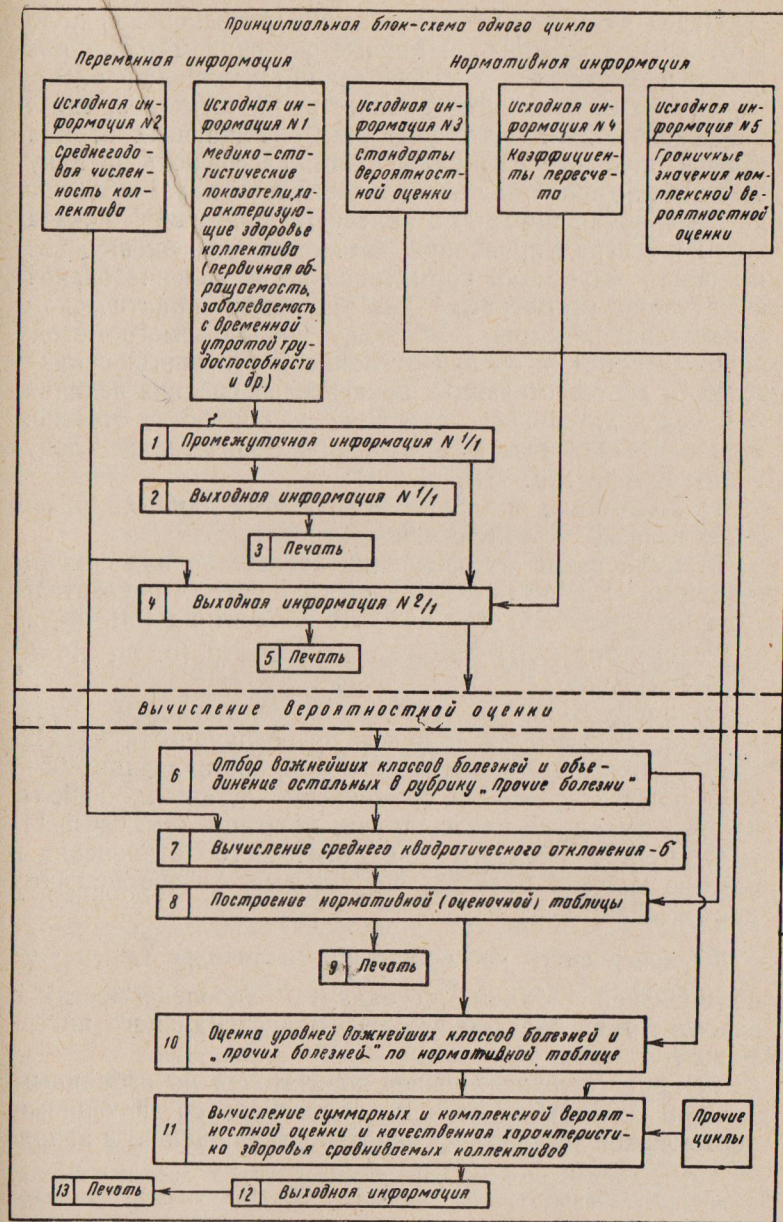 Принципиальная блок-схема одного цикла
Переменная информация
Нормативная информация
Исходная ин-
формация N2
Среднегодо-
вая числен-
ность кол-
лектива
Исходная ин-
формация N1
Медико-ста-
тистические
показатели, ха-
рактеризую-
щие здоровье
коллектива
(первичная об-
ращаемость,
заболеваемость
с временной
утратой тру-
доспособности
и др.)
Исходная ин-
формация N3
Стандарты
вероятност-
ной оценки
Исходная ин-
формация N4
Коэффициен-
ты пересче-
та
Исходная ин-
формация N5
Граничные
значения ком-
плексной ве-
роятностной
оценки
1 Промежуточная информация N 1/1
2 Выходная информация N 1/1
3 Печать
4 Выходная информация N 2/1
5 Печать
Вычисление вероятностной оценки
6 Отбор важнейших классов болезней и объе-
динение остальных в рубрику „Прочие болезни"
7 Вычисление среднего квадратического отклонения - б
8 Построение нормативной (оценочной) таблицы
9 Печать
10 Оценка уровней важнейших классов болезней и
„прочих болезней" по нормативной таблице
11 Вычисление суммарных и комплексной вероят-
ностной оценки и качественная характеристи-
ка здоровья сравниваемых коллективов
Прочие
циклы
13 Печать
12 Выходная информация